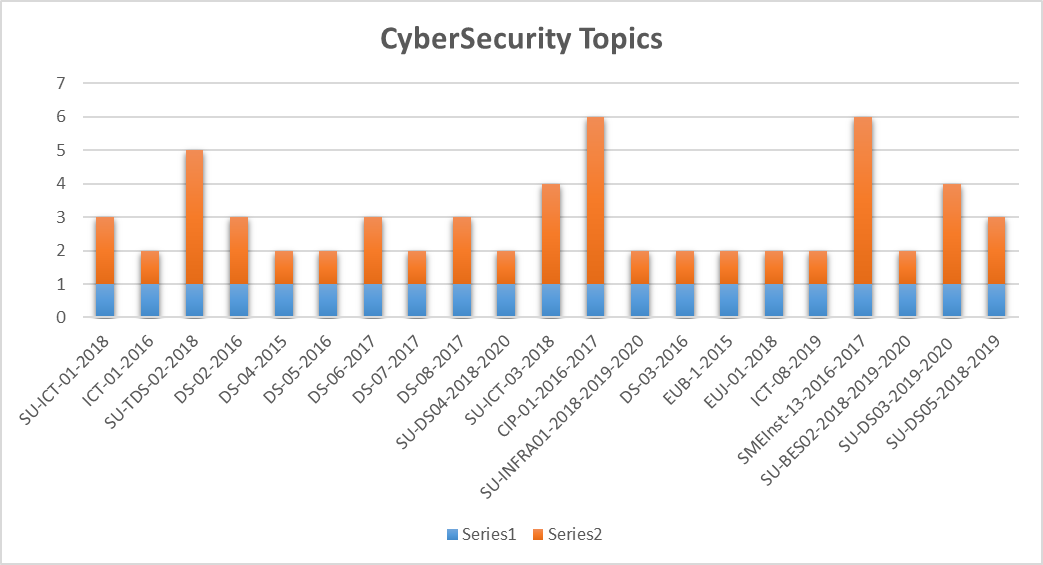 CyberSecurity Topics
7
6
5
4
3
2
1
0
SU-ICT-01-2018
ICT-01-2016
SU-TDS-02-2018
DS-02-2016
DS-04-2015
DS-05-2016
DS-06-2017
DS-07-2017
DS-08-2017
SU-DS04-2018-2020
SU-ICT-03-2018
CIP-01-2016-2017
SU-INFRA01-2018-2019-2020
DS-03-2016
EUB-1-2015
EUJ-01-2018
ICT-08-2019
SMEInst-13-2016-2017
SU-BES02-2018-2019-2020
SU-DS03-2019-2020
SU-DS05-2018-2019
Series1 Series2